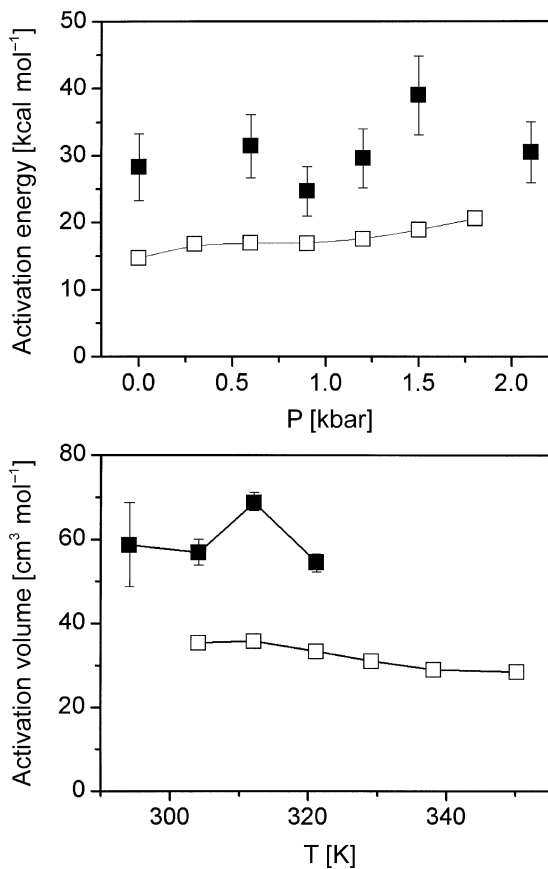 Activation energy [kcal mol⁻¹]
50
40
30
20
10
0
0.0 0.5 1.0 1.5 2.0
P [kbar]
Activation volume [cm³ mol⁻¹]
80
60
40
20
0
300 320 340
T [K]